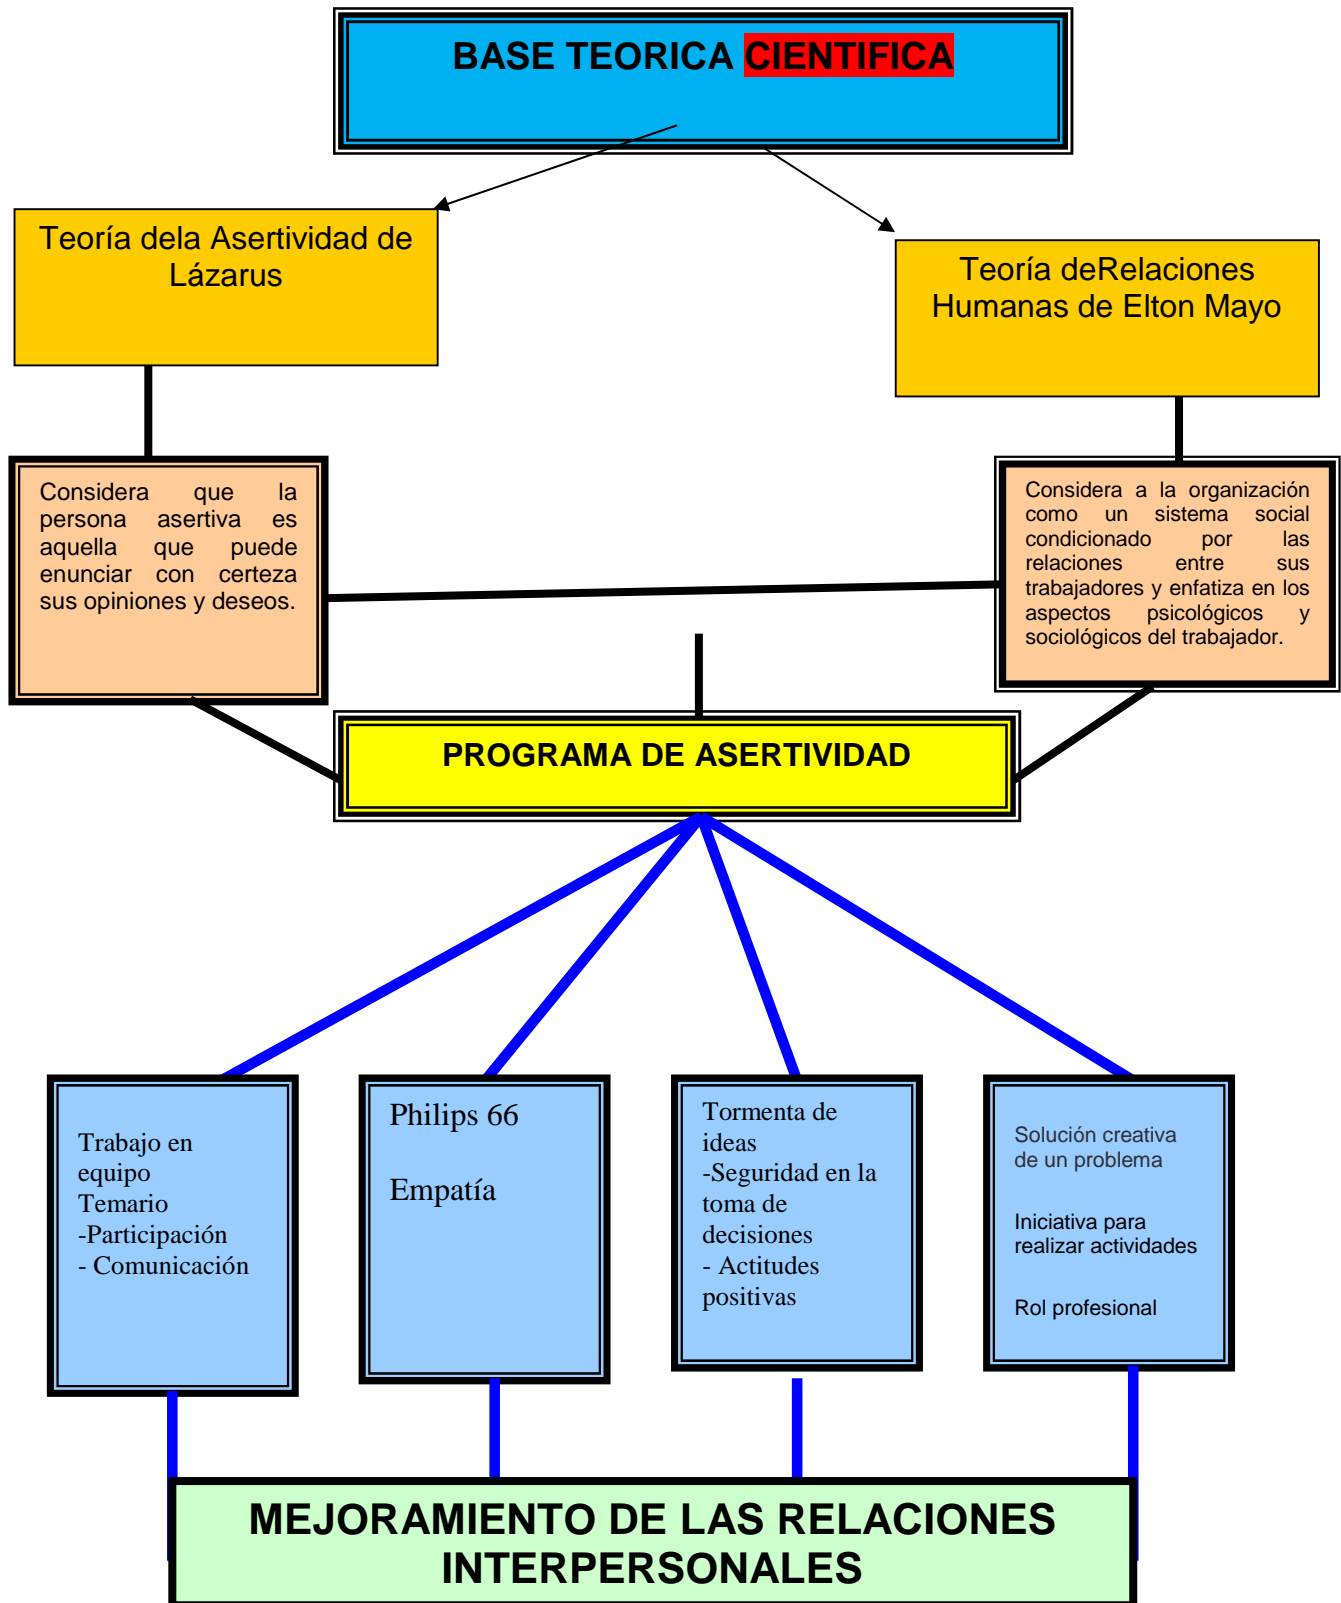 BASE TEORICA CIENTIFICA
Teoría dela Asertividad de
Lázarus
Teoría deRelaciones
Humanas de Elton Mayo
Considera que la
persona asertiva es
aquella que puede
enunciar con certeza
sus opiniones y deseos.
Considera a la organización
como un sistema social
condicionado por las
relaciones entre sus
trabajadores y enfatiza en los
aspectos psicológicos y
sociológicos del trabajador.
PROGRAMA DE ASERTIVIDAD
Trabajo en
equipo
Temario
-Participación
- Comunicación
Philips 66
Empatía
Tormenta de
ideas
-Seguridad en la
toma de
decisiones
- Actitudes
positivas
Solución creativa
de un problema
Iniciativa para
realizar actividades
Rol profesional
MEJORAMIENTO DE LAS RELACIONES
INTERPERSONALES